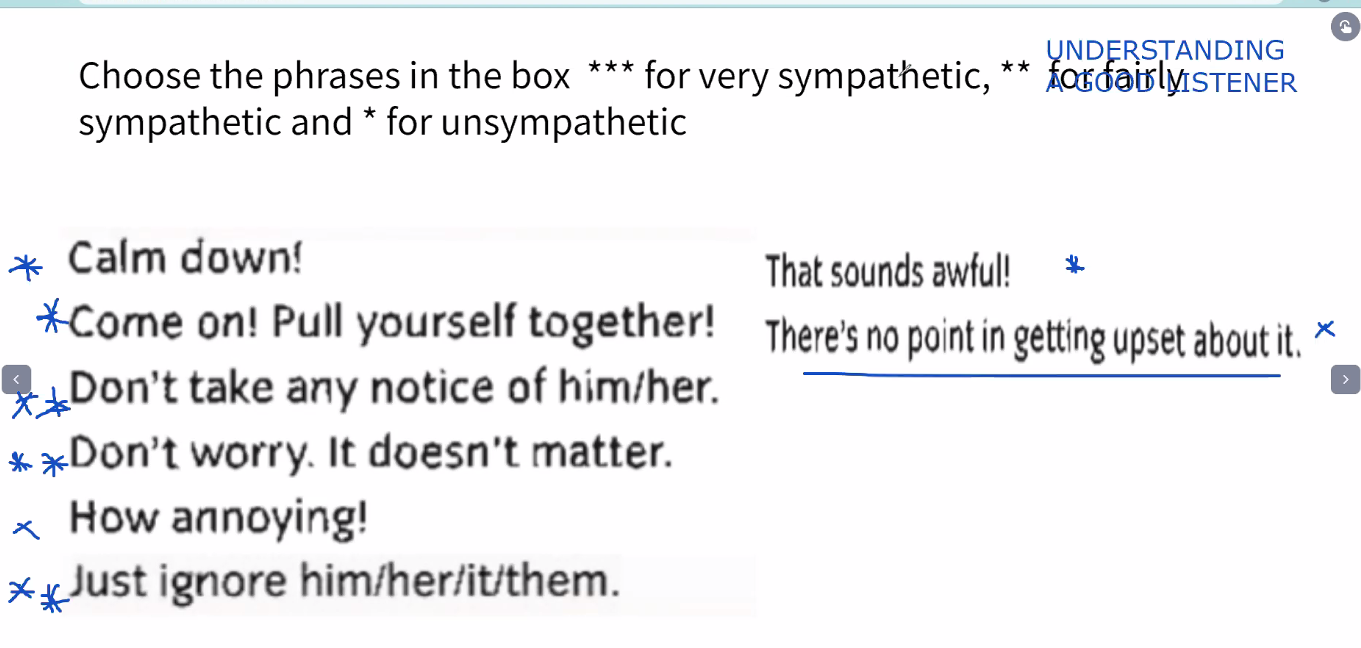 UNDERSTANDING
A GOOD LISTENER
Choose the phrases in the box *** for very sympathetic, ** for fairly
sympathetic and * for unsympathetic
* Calm down!
* Come on! Pull yourself together!
** Don't take any notice of him/her.
** Don't worry. It doesn't matter.
* How annoying!
** Just ignore him/her/it/them.
That sounds awful! *
There's no point in getting upset about it. *